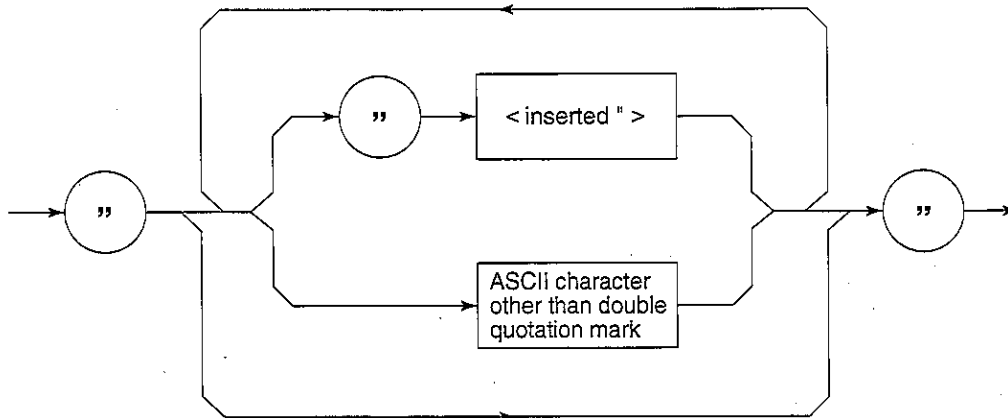 ”
< inserted " >
”
”
ASCII character
other than double
quotation mark